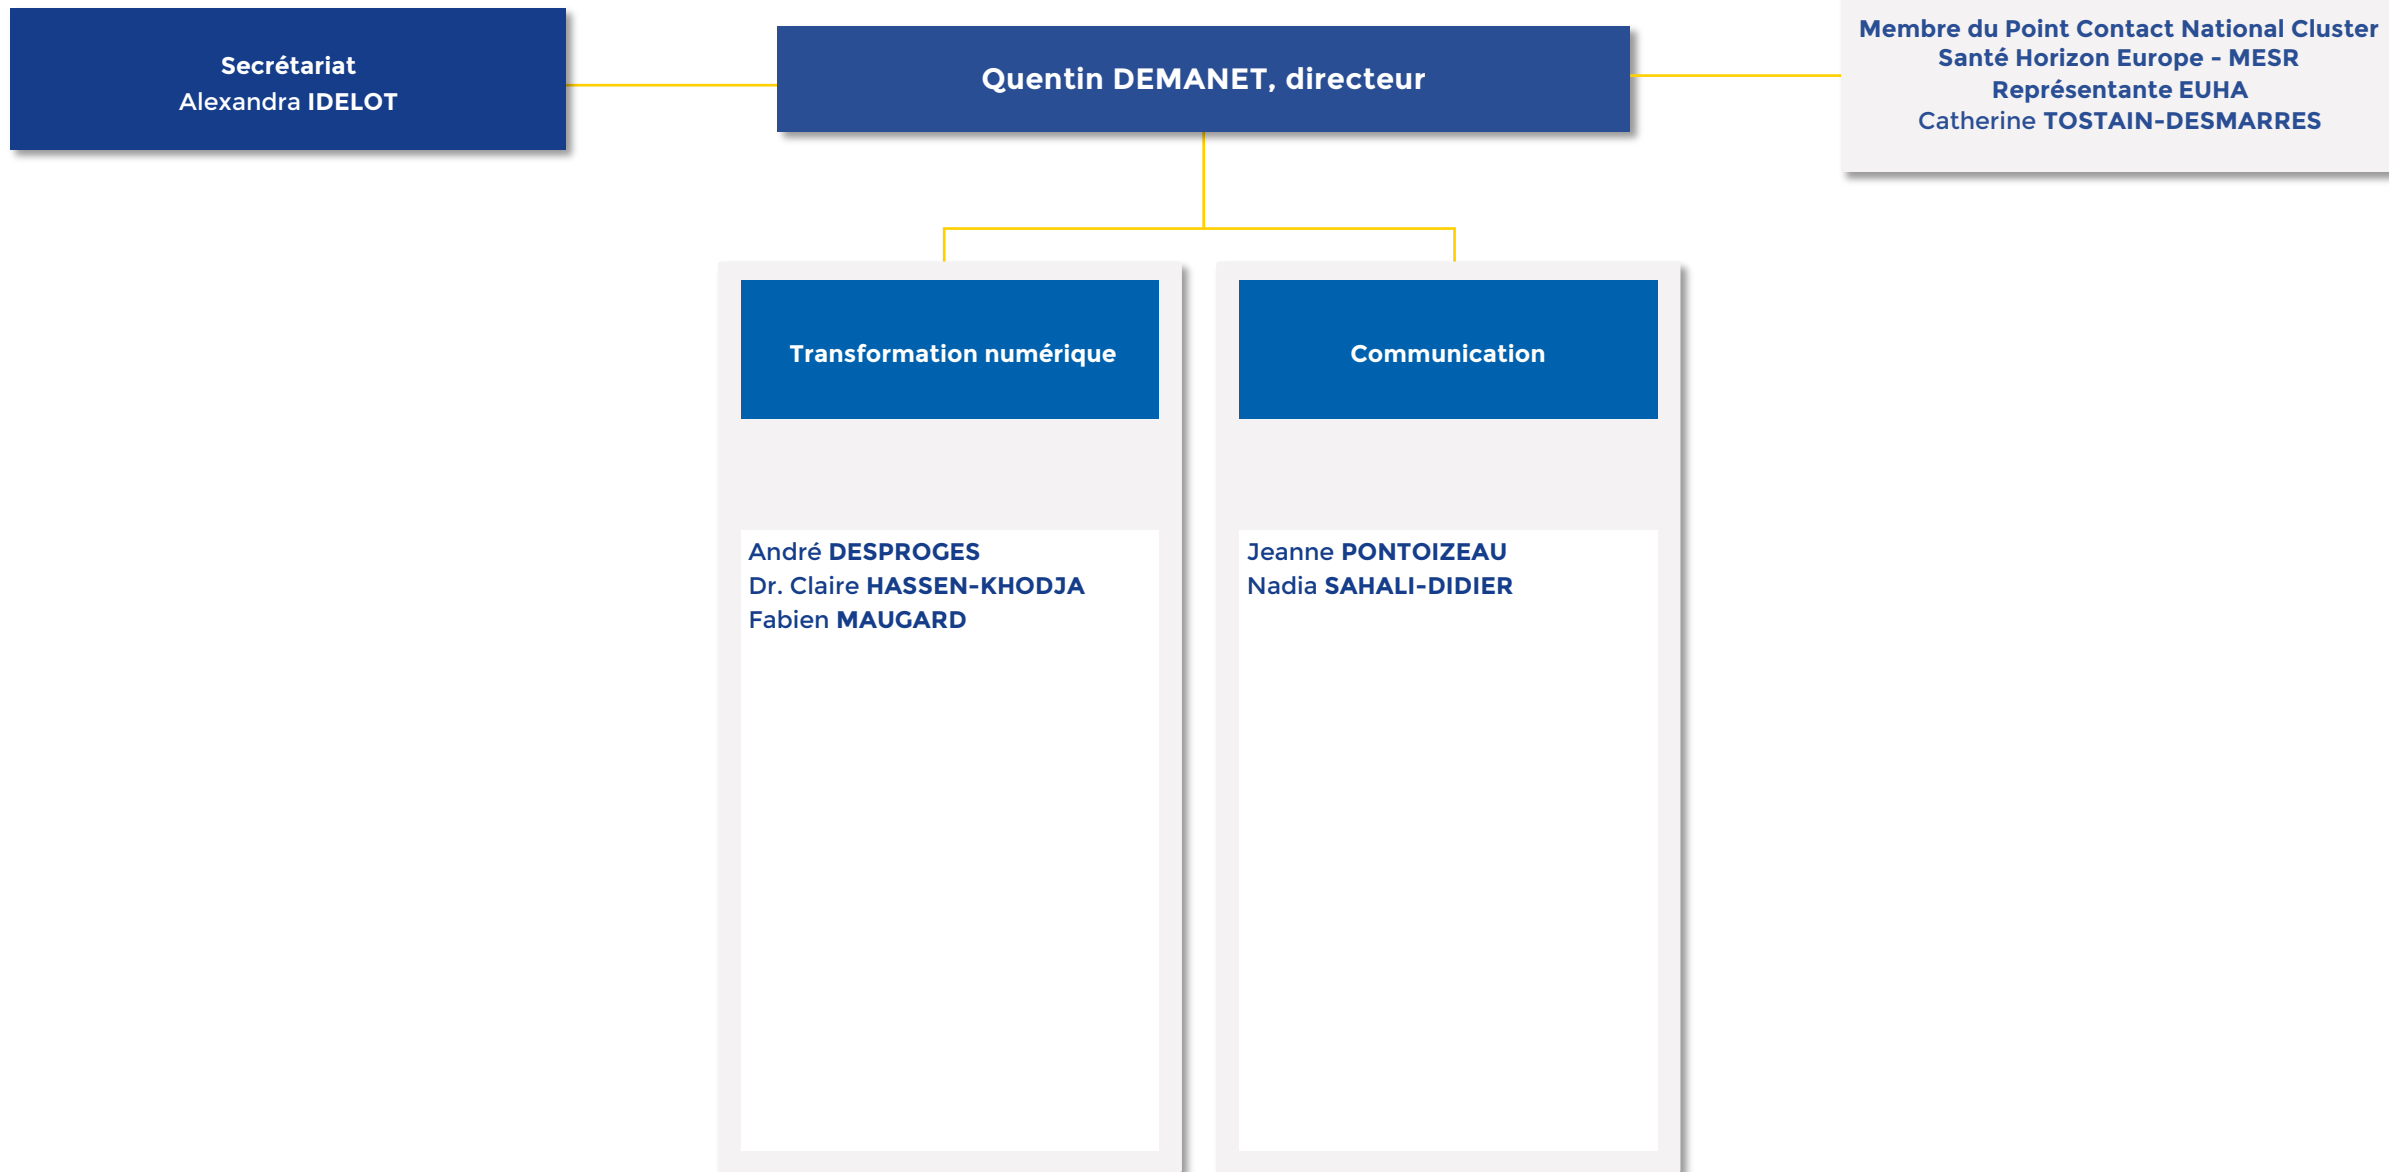 Secrétariat
Alexandra IDELOT
Quentin DEMANET, directeur
Membre du Point Contact National Cluster
Santé Horizon Europe - MESR
Représentante EUHA
Catherine TOSTAIN-DESMARRES
Transformation numérique
André DESPROGES
Dr. Claire HASSEN-KHODJA
Fabien MAUGARD
Communication
Jeanne PONTOIZEAU
Nadia SAHALI-DIDIER